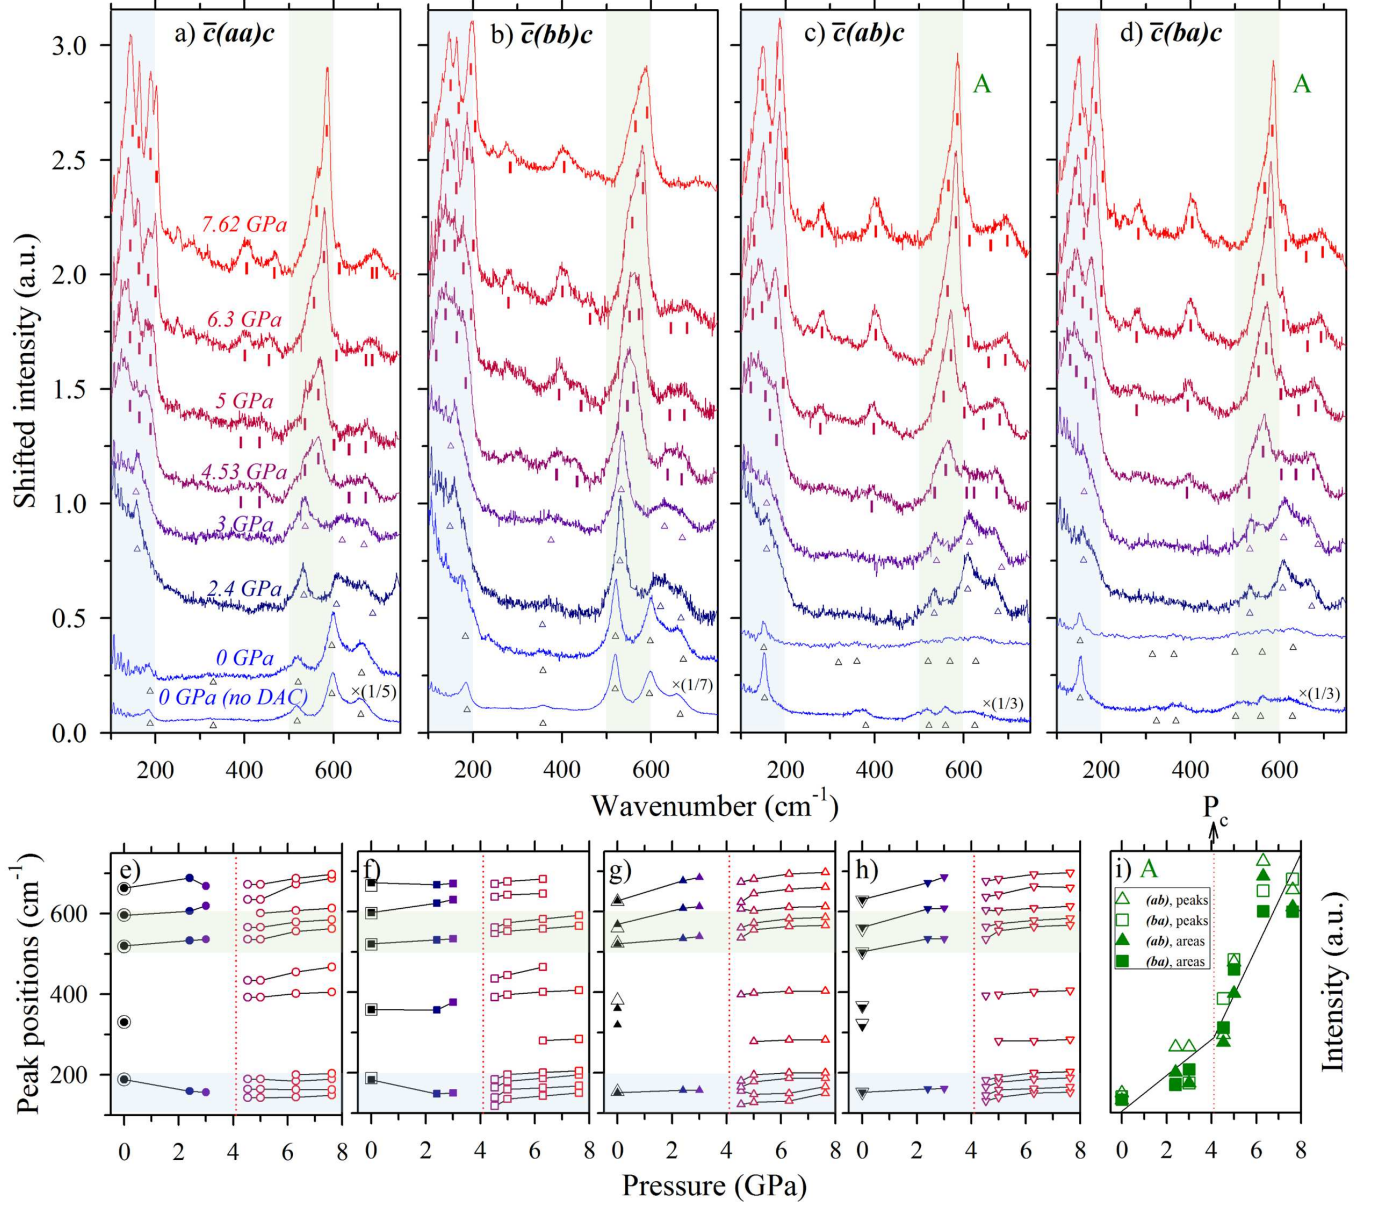 a) c̅(aa)c
b) c̅(bb)c
c) c̅(ab)c
d) c̅(ba)c
A
A
Shifted intensity (a.u.)
3.0
2.5
2.0
1.5
1.0
0.5
0.0
7.62 GPa
6.3 GPa
5 GPa
4.53 GPa
3 GPa
2.4 GPa
0 GPa
0 GPa (no DAC)
×(1/5)
×(1/7)
×(1/3)
×(1/3)
200 400 600
200 400 600
200 400 600
200 400 600
Wavenumber (cm-1)
Pc
Peak positions (cm-1)
600
400
200
e)
f)
g)
h)
i) A
(ab), peaks
(ba), peaks
(ab), areas
(ba), areas
Intensity (a.u.)
0 2 4 6 8
0 2 4 6 8
0 2 4 6 8
0 2 4 6 8
0 2 4 6 8
Pressure (GPa)